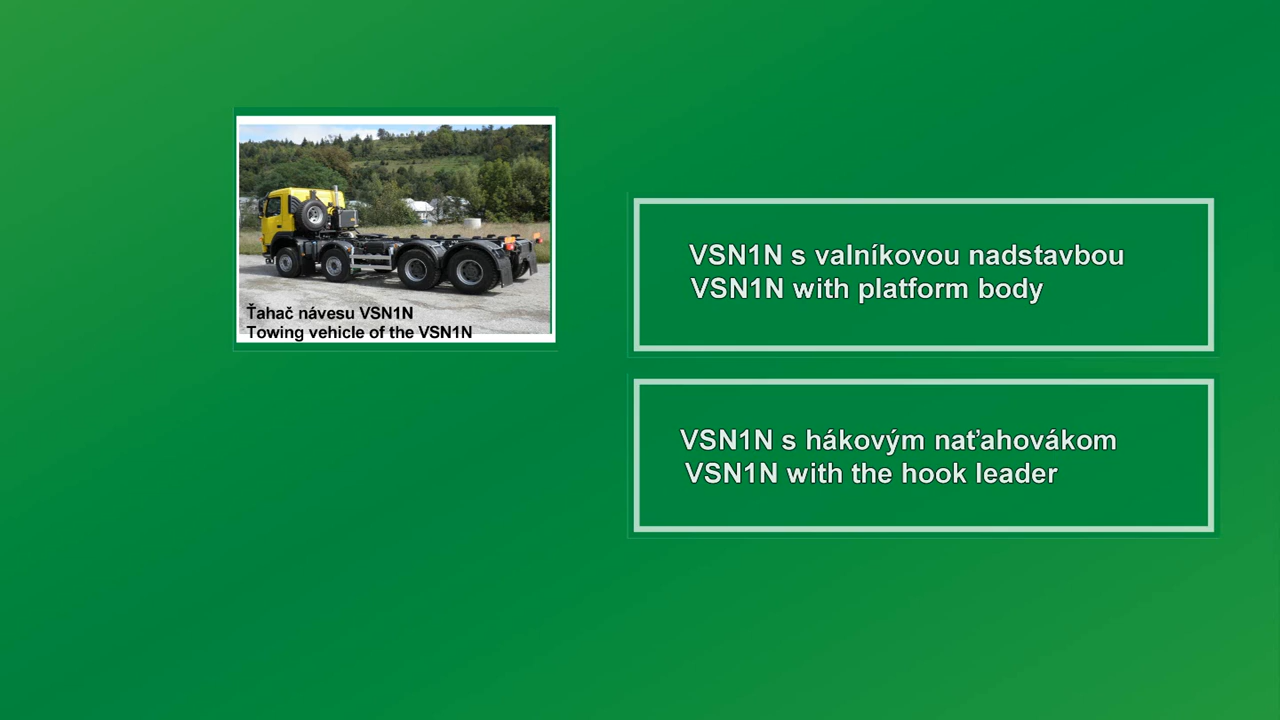 Ťahač návesu VSN1N
Towing vehicle of the VSN1N
VSN1N s valníkovou nadstavbou
VSN1N with platform body
VSN1N s hákovým naťahovákom
VSN1N with the hook leader